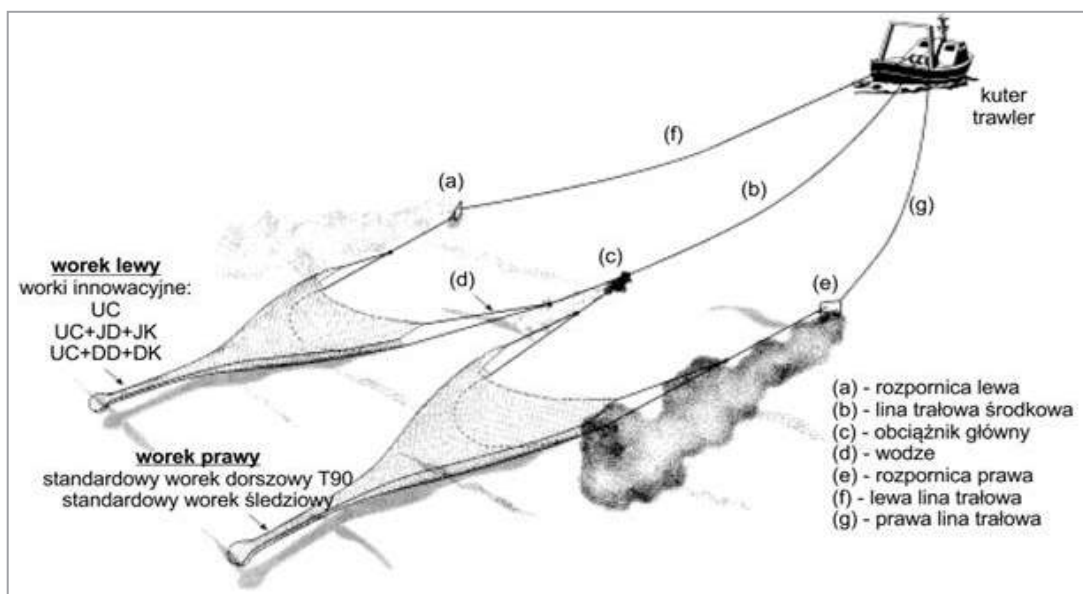 kuter
trawler
(f)
(a)
(b)
(g)
worek lewy
worki innowacyjne:
UC
UC+JD+JK
UC+DD+DK
(d)
(c)
(e)
worek prawy
standardowy worek dorszowy T90
standardowy worek śledziowy
(a) - rozpornica lewa
(b) - lina trałowa środkowa
(c) - obciążnik główny
(d) - wodze
(e) - rozpornica prawa
(f) - lewa lina trałowa
(g) - prawa lina trałowa